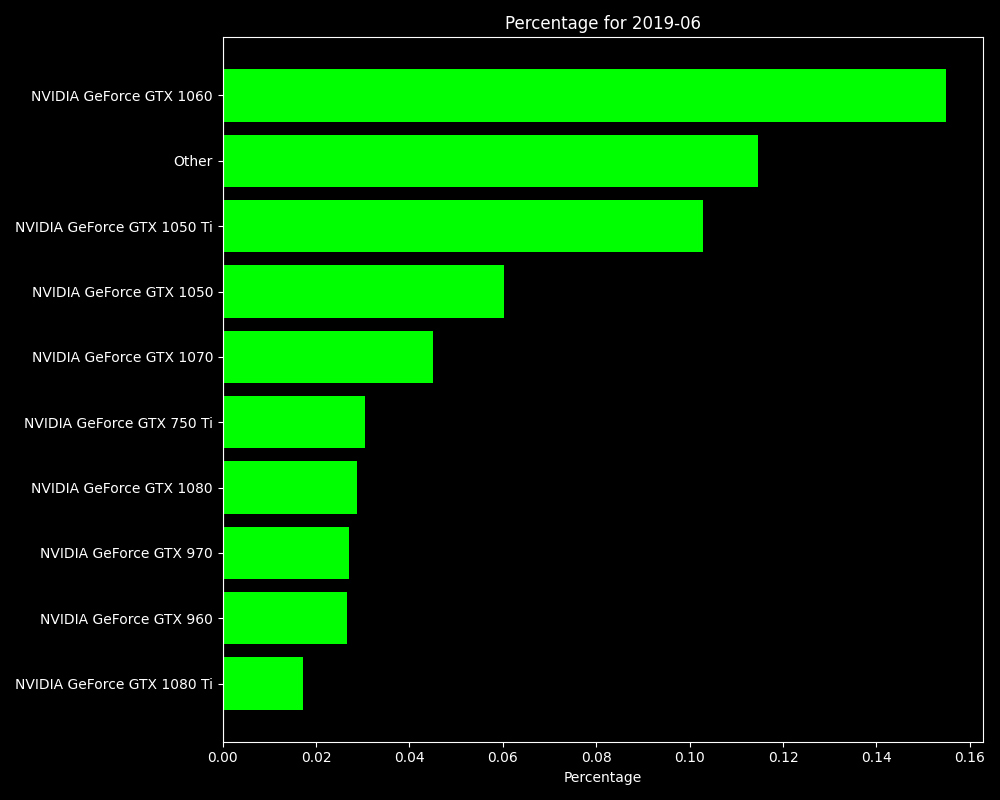 Percentage for 2019-06
NVIDIA GeForce GTX 1060
Other
NVIDIA GeForce GTX 1050 Ti
NVIDIA GeForce GTX 1050
NVIDIA GeForce GTX 1070
NVIDIA GeForce GTX 750 Ti
NVIDIA GeForce GTX 1080
NVIDIA GeForce GTX 970
NVIDIA GeForce GTX 960
NVIDIA GeForce GTX 1080 Ti
0.00 0.02 0.04 0.06 0.08 0.10 0.12 0.14 0.16
Percentage